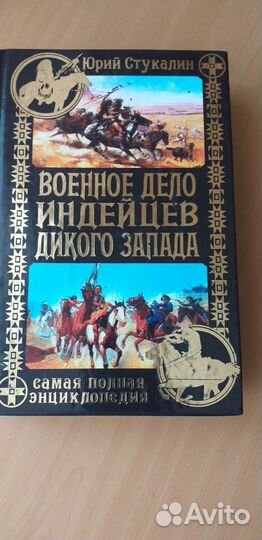 Юрий Стукалин
ВОЕННОЕ ДЕЛО
ИНДЕЙЦЕВ
ДИКОГО ЗАПАДА
самая полная
энциклопедия
Avito